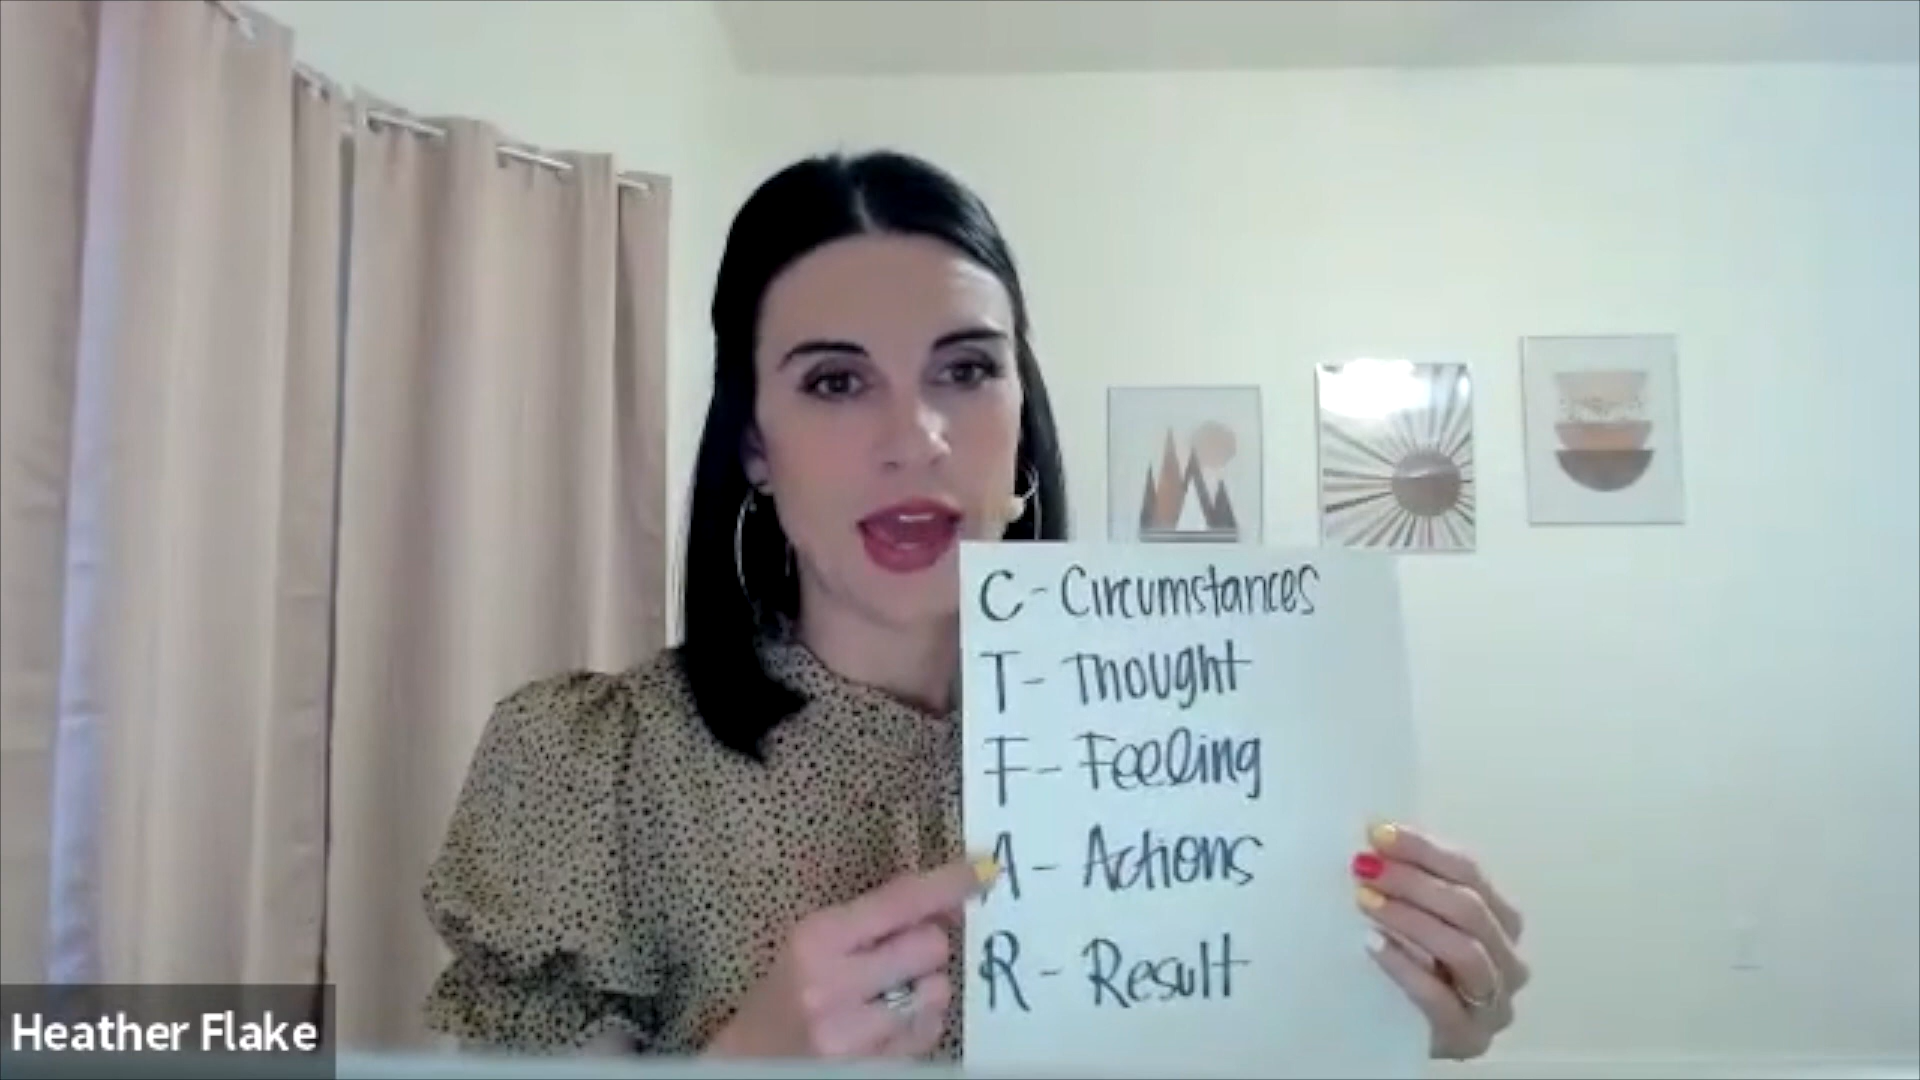 C - Circumstances
T - Thought
F - Feeling
A - Actions
R - Result
Heather Flake